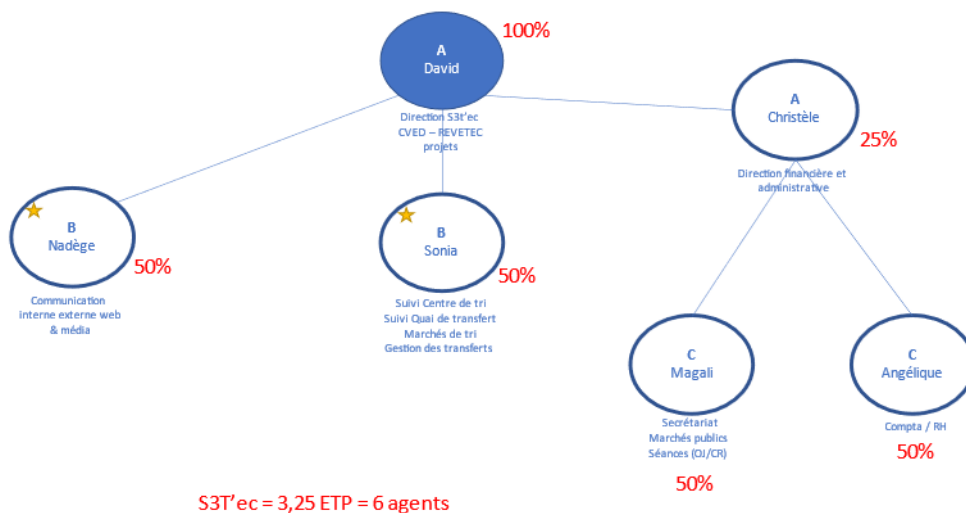 100%
A
David
Direction S3t'ec
CVED – REVETEC
projets
A
Christèle
25%
Direction financière et
administrative
B
Nadège
50%
Communication
interne externe web
& média
B
Sonia
50%
Suivi Centre de tri
Suivi Quai de transfert
Marchés de tri
Gestion des transferts
C
Magali
Secrétariat
Marchés publics
Séances (OJ/CR)
50%
C
Angélique
Compta / RH
50%
S3T'ec = 3,25 ETP = 6 agents